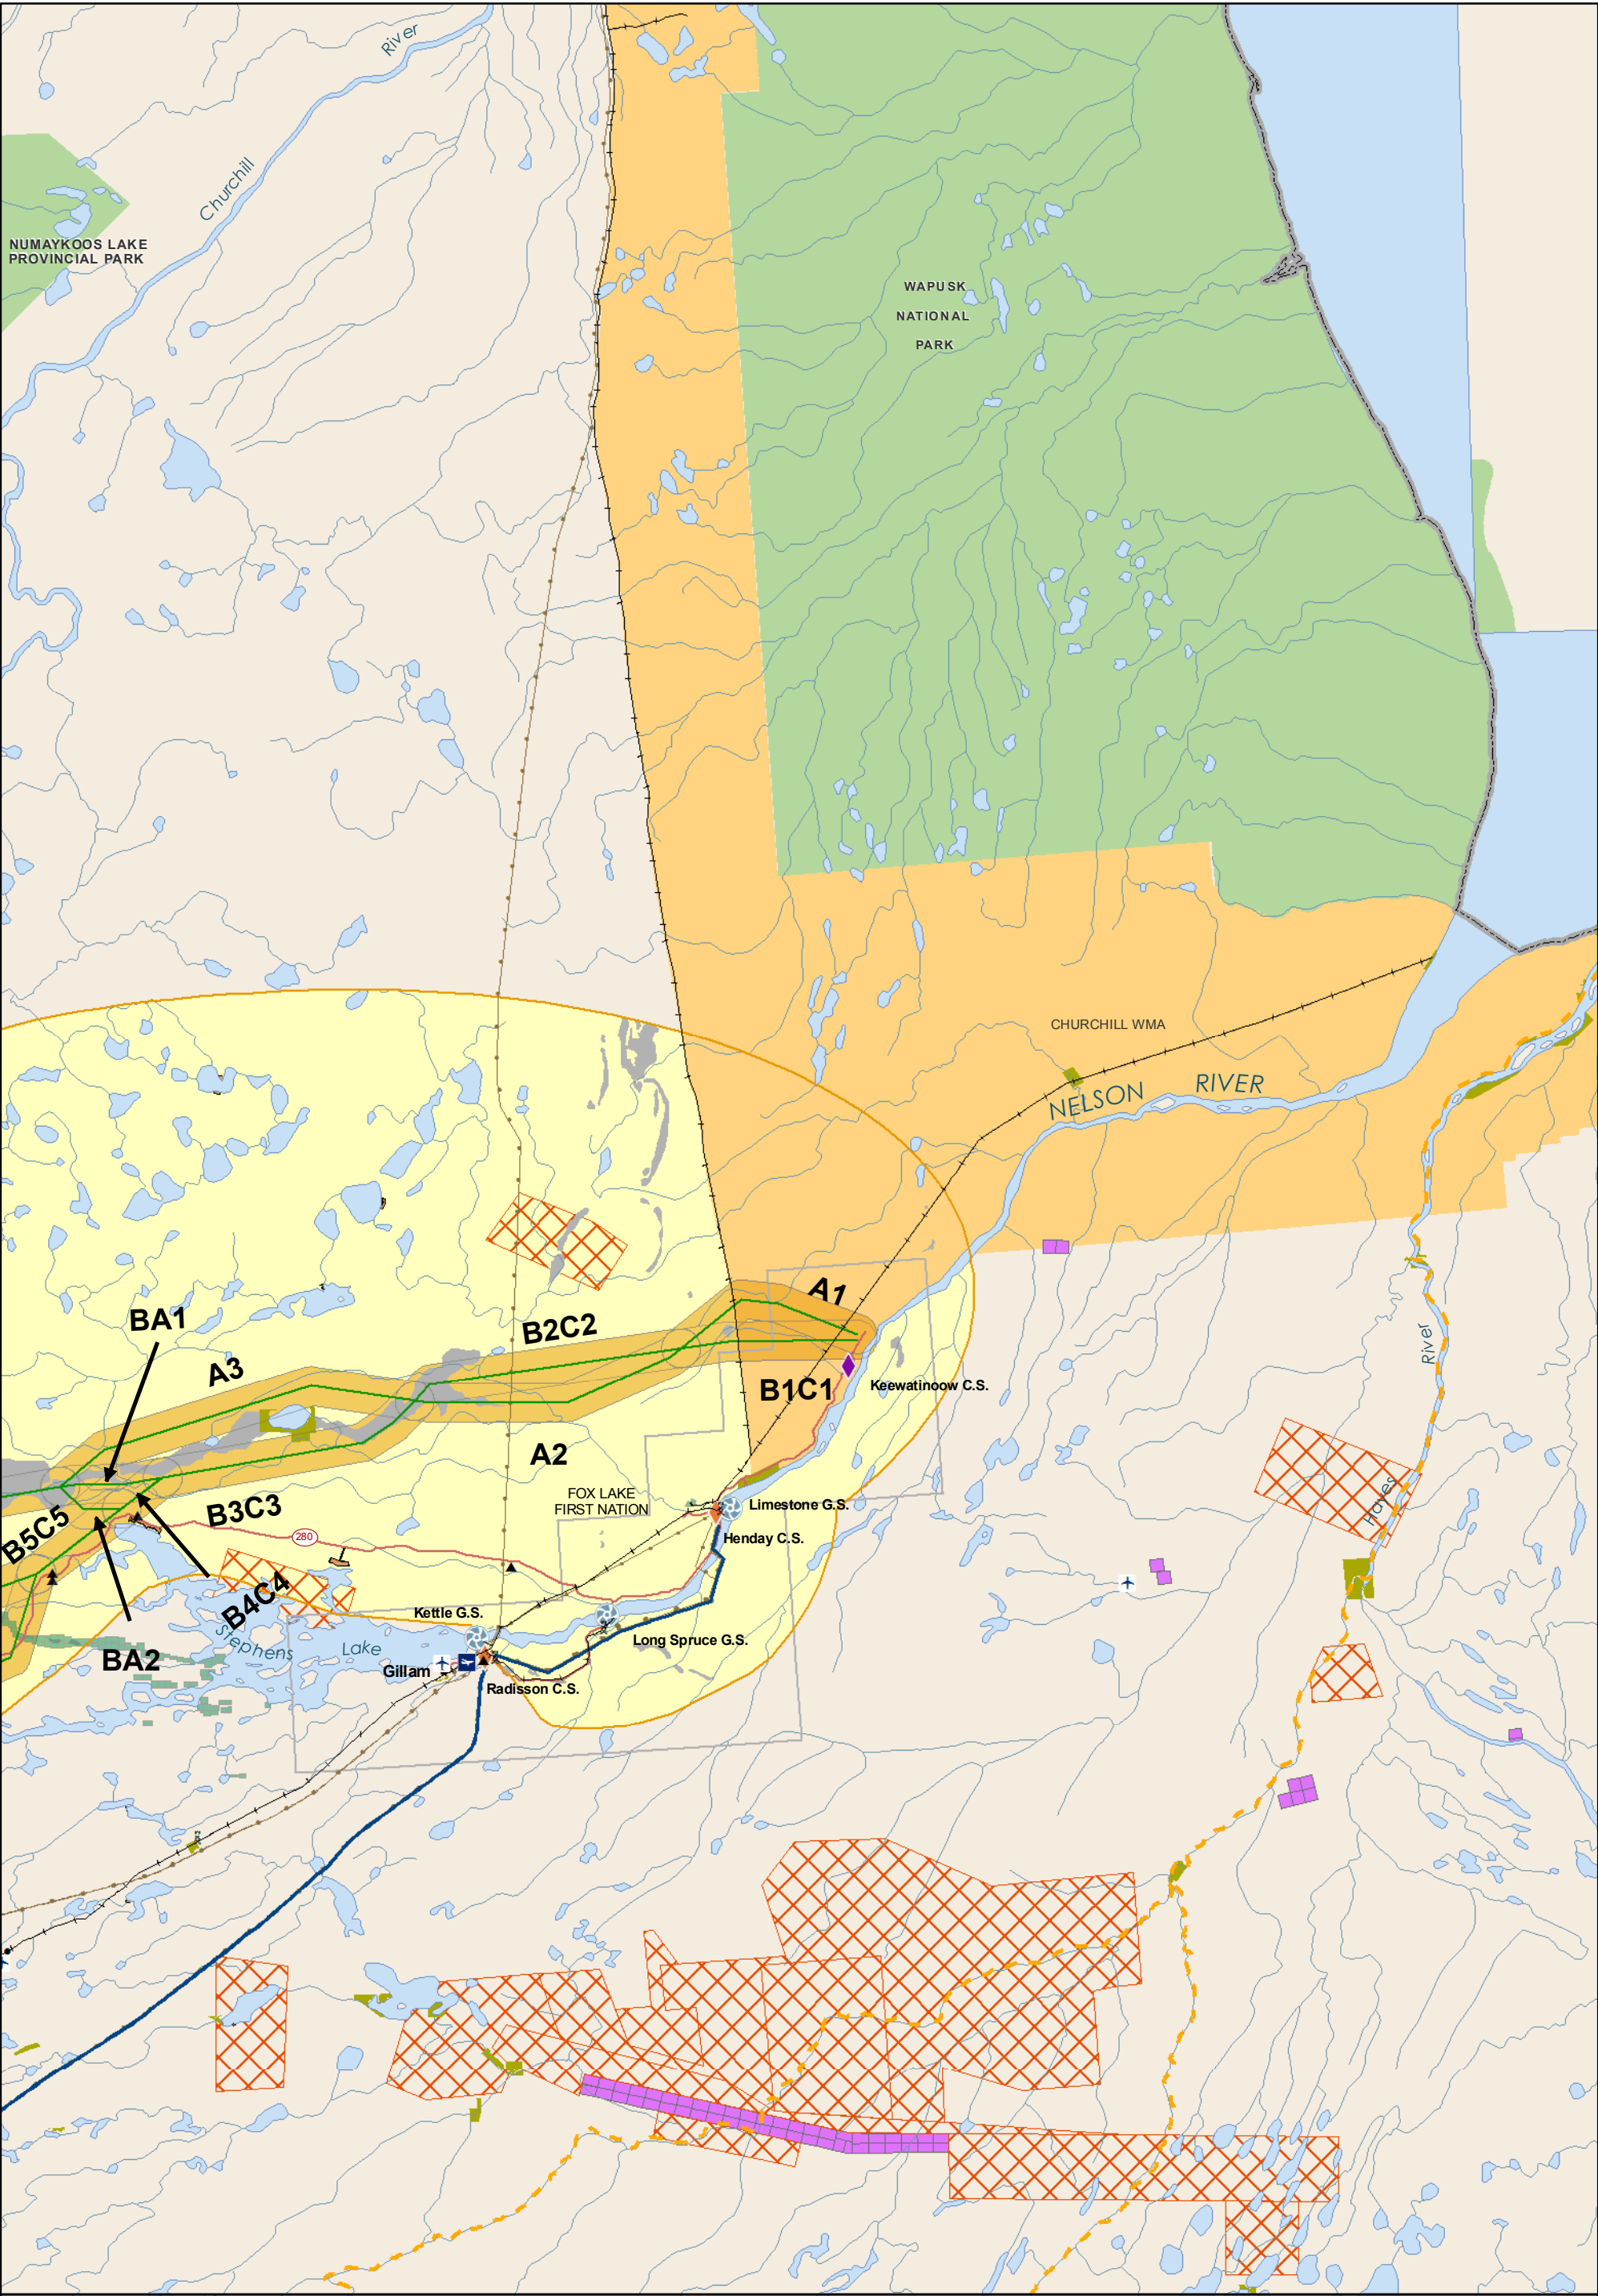 River
Churchill
NUMAYKOOS LAKE
PROVINCIAL PARK
WAPUSK
NATIONAL
PARK
CHURCHILL WMA
NELSON RIVER
BA1
A3
B2C2
A1
B1C1
Keewatinoow C.S.
River
A2
FOX LAKE
FIRST NATION
Limestone G.S.
Henday C.S.
Hayes
B3C3
280
B5C5
B4C4
BA2
Kettle G.S.
Stephens Lake
Long Spruce G.S.
Gillam
Radisson C.S.